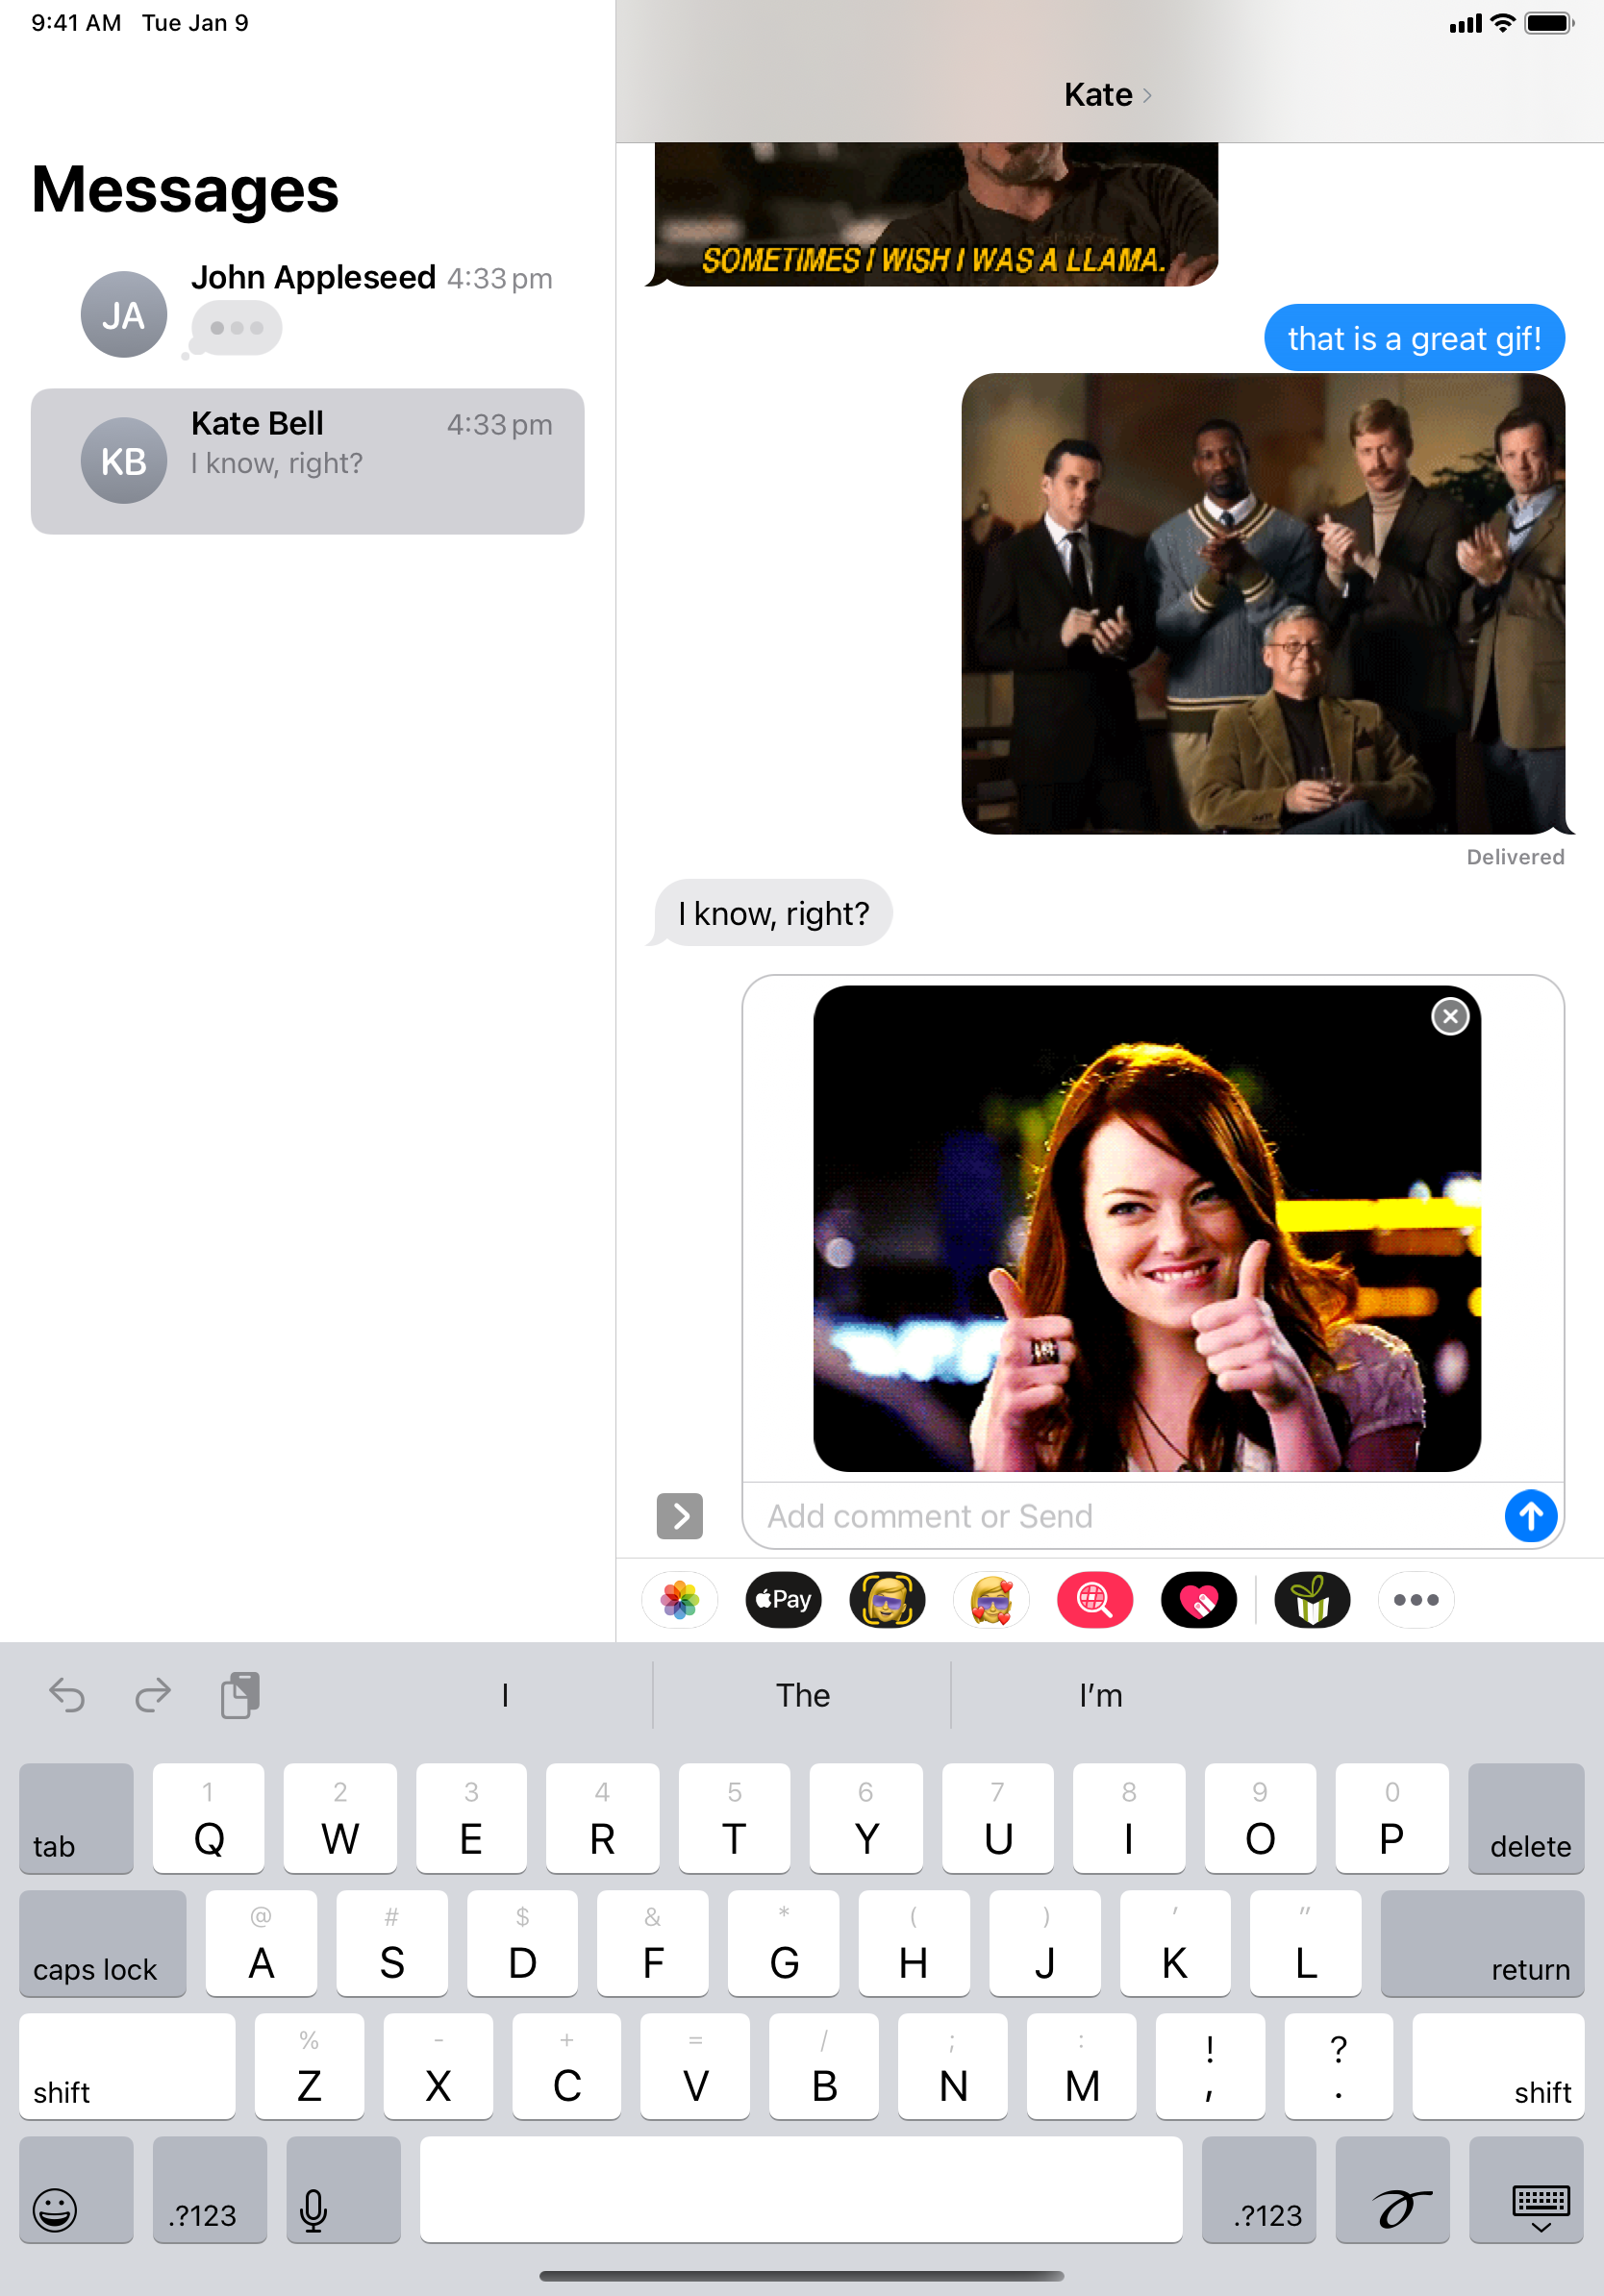 9:41 AM Tue Jan 9
Messages
John Appleseed 4:33 pm
JA
Kate Bell 4:33 pm
KB
I know, right?
Kate
SOMETIMES I WISH I WAS A LLAMA.
that is a great gif!
Delivered
I know, right?
Add comment or Send
Pay
I The I'm
1 2 3 4 5 6 7 8 9 0
tab Q W E R T Y U I O P delete
@ # $ & * ( ) ' "
caps lock A S D F G H J K L return
% - + = / ; : ! ?
shift Z X C V B N M , . shift
.?123 .?123